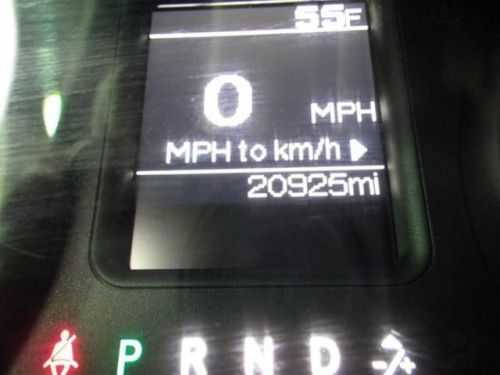 55F
0 MPH
MPH to km/h ▶
20925mi
P R N D -/+